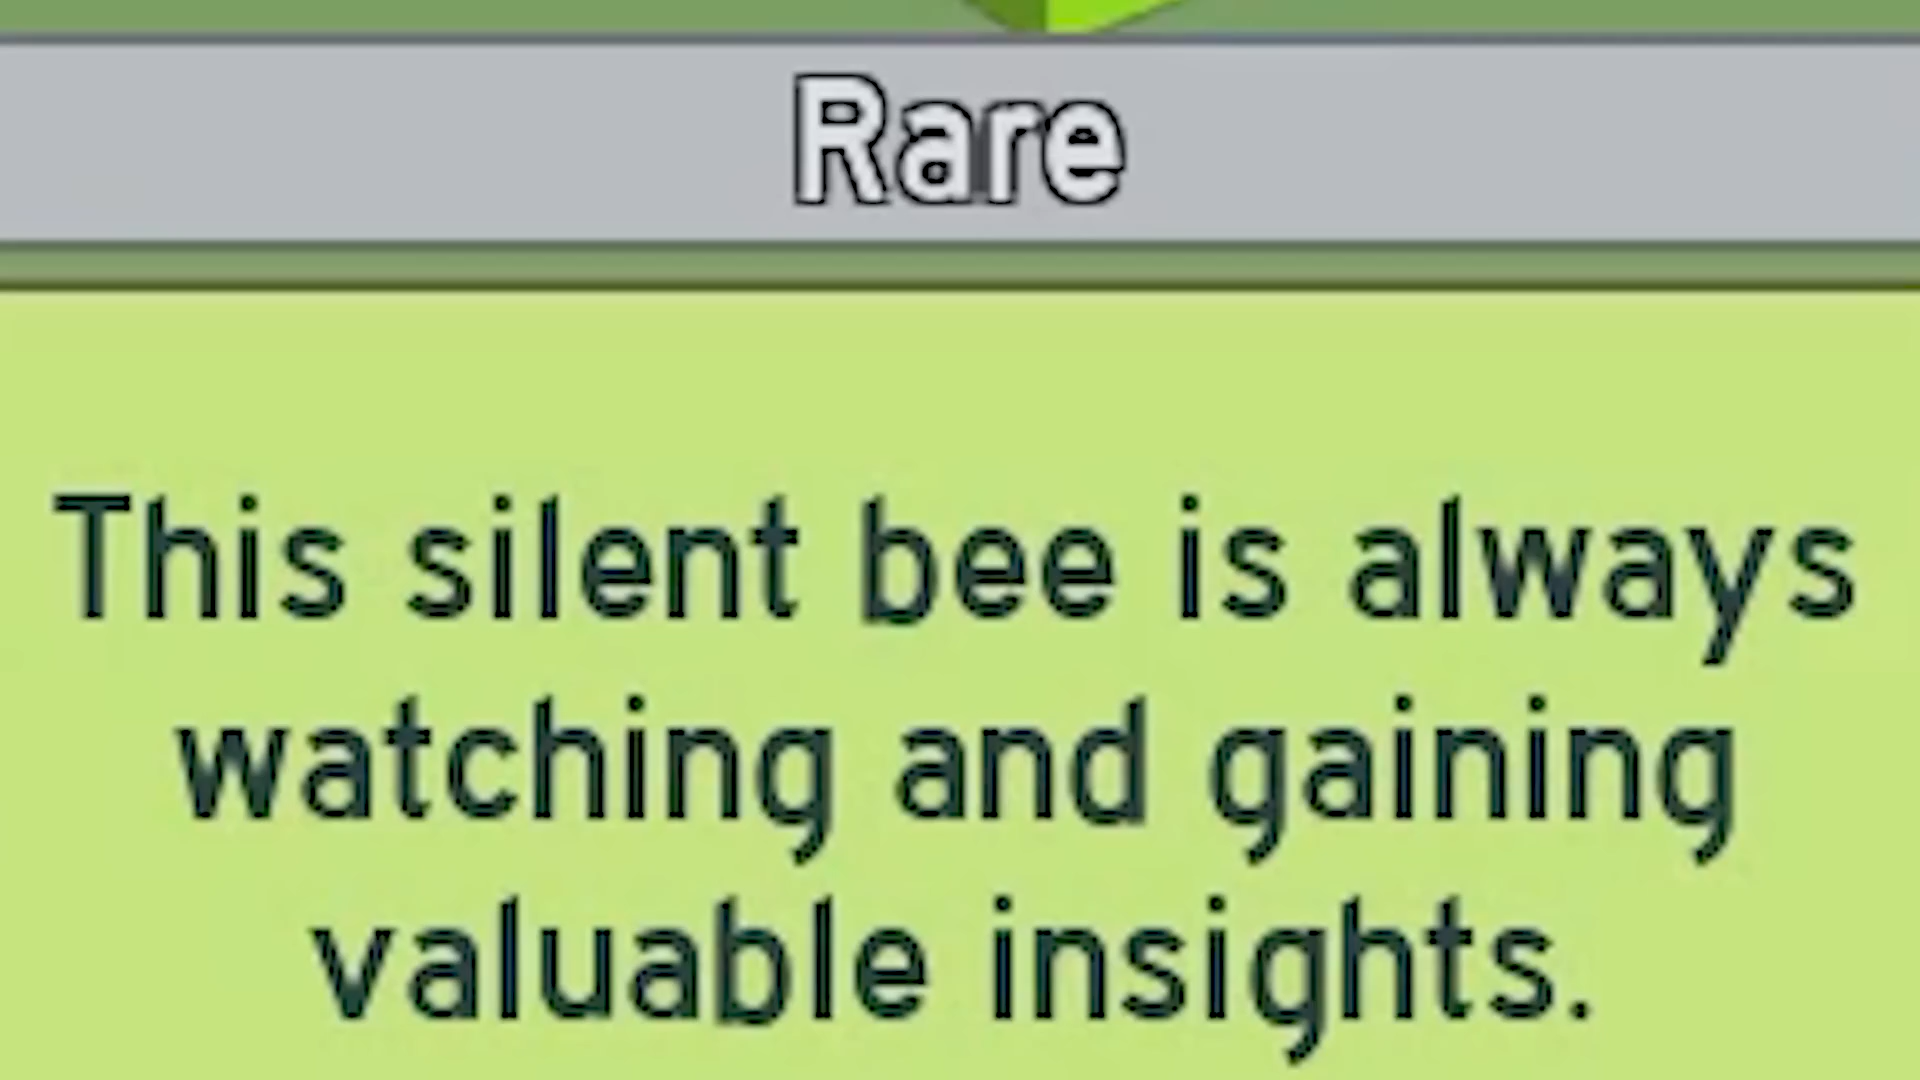 Rare
This silent bee is always
watching and gaining
valuable insights.